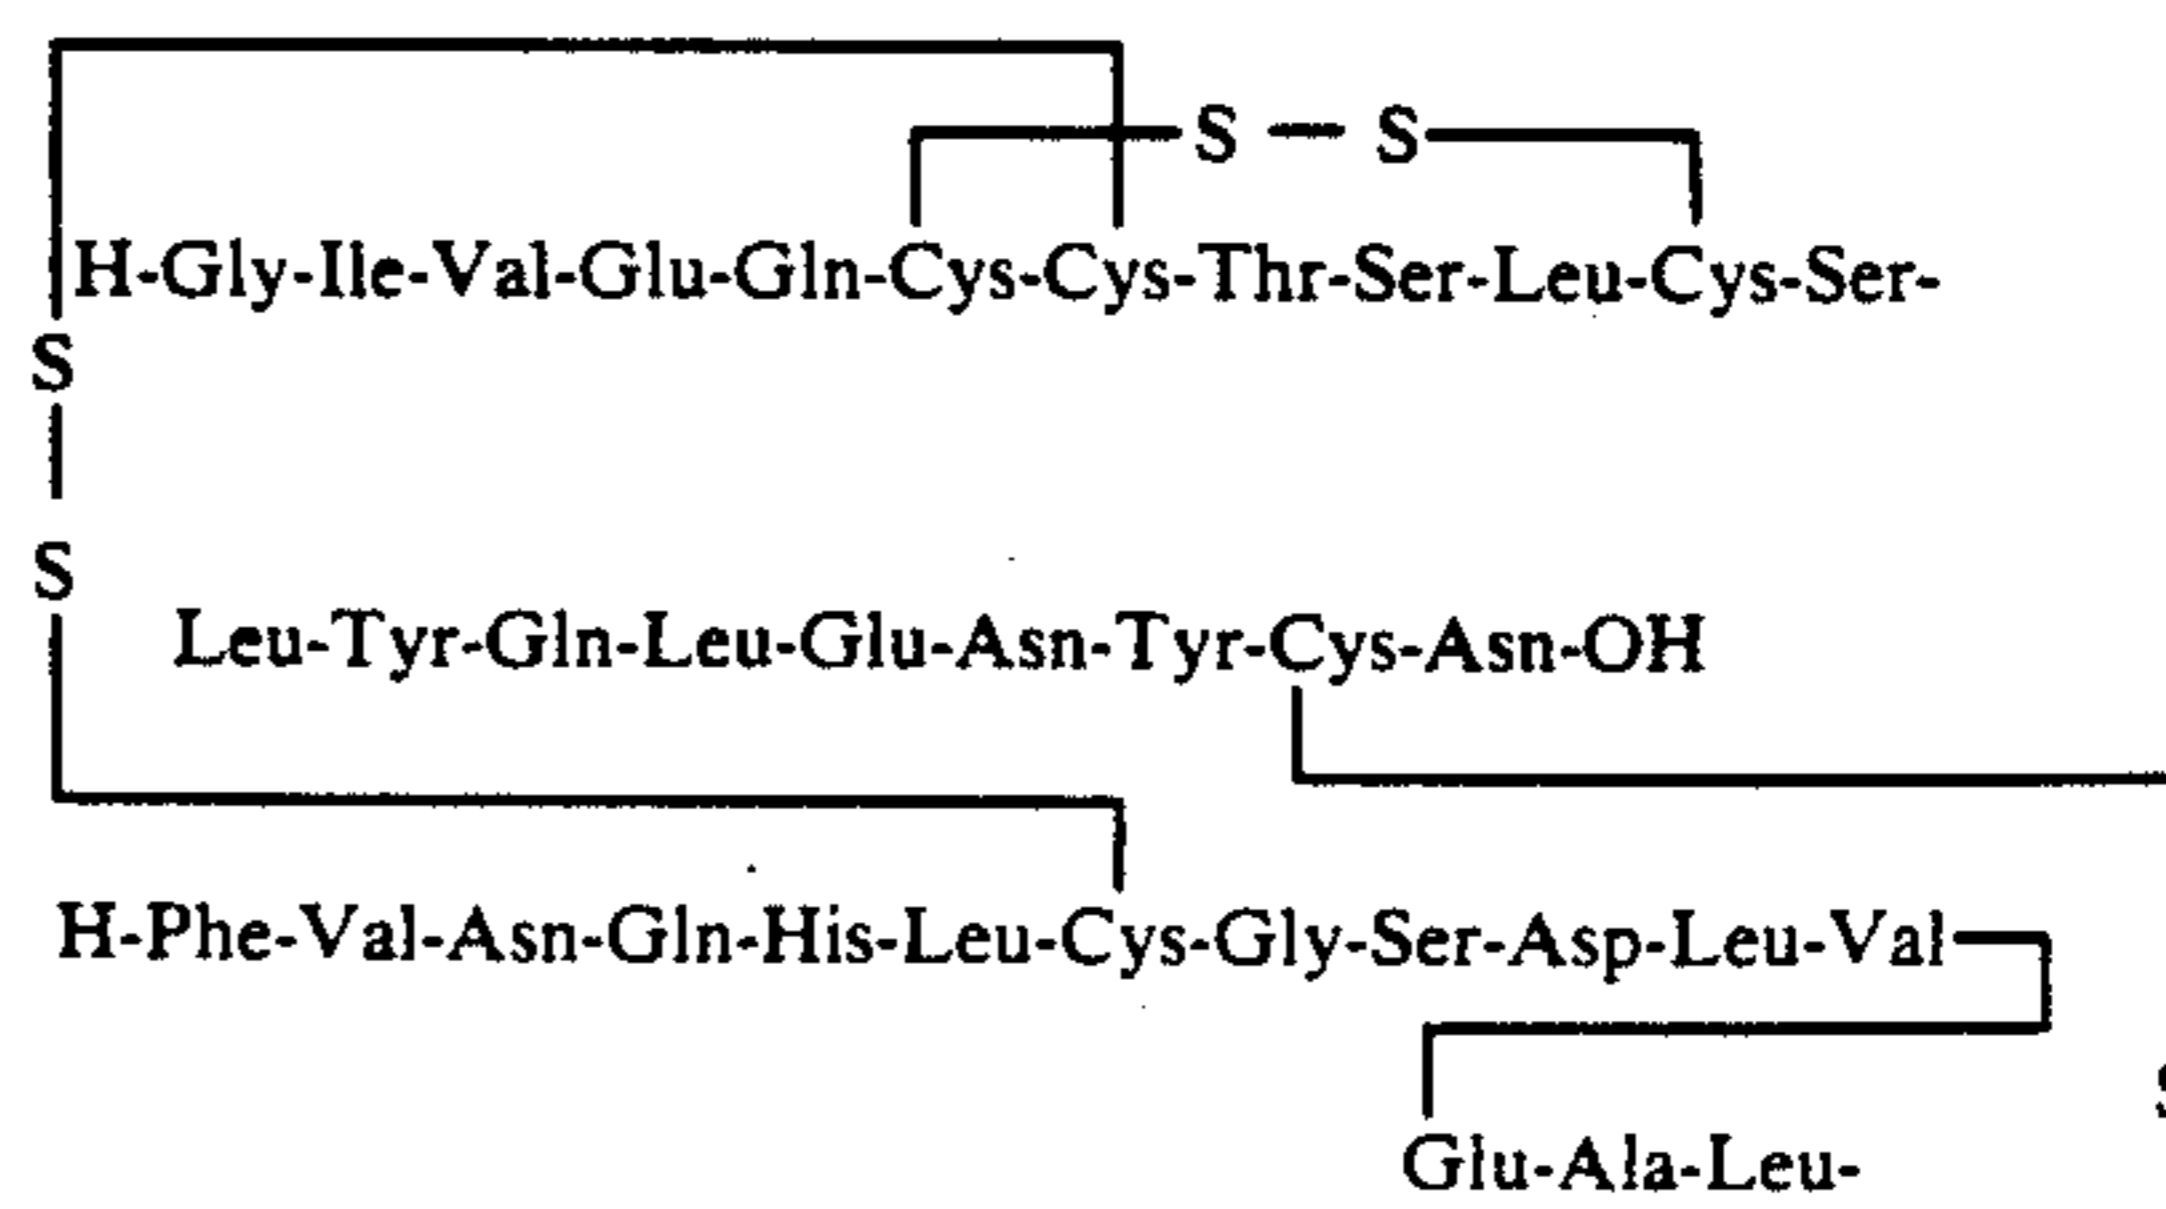 S — S
H-Gly-Ile-Val-Glu-Gln-Cys-Cys-Thr-Ser-Leu-Cys-Ser-
S
S
Leu-Tyr-Gln-Leu-Glu-Asn-Tyr-Cys-Asn-OH
H-Phe-Val-Asn-Gln-His-Leu-Cys-Gly-Ser-Asp-Leu-Val
Glu-Ala-Leu-